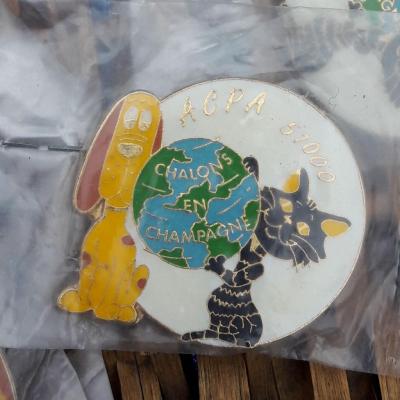 ACPA 51000
CHALONS
EN
CHAMPAGNE